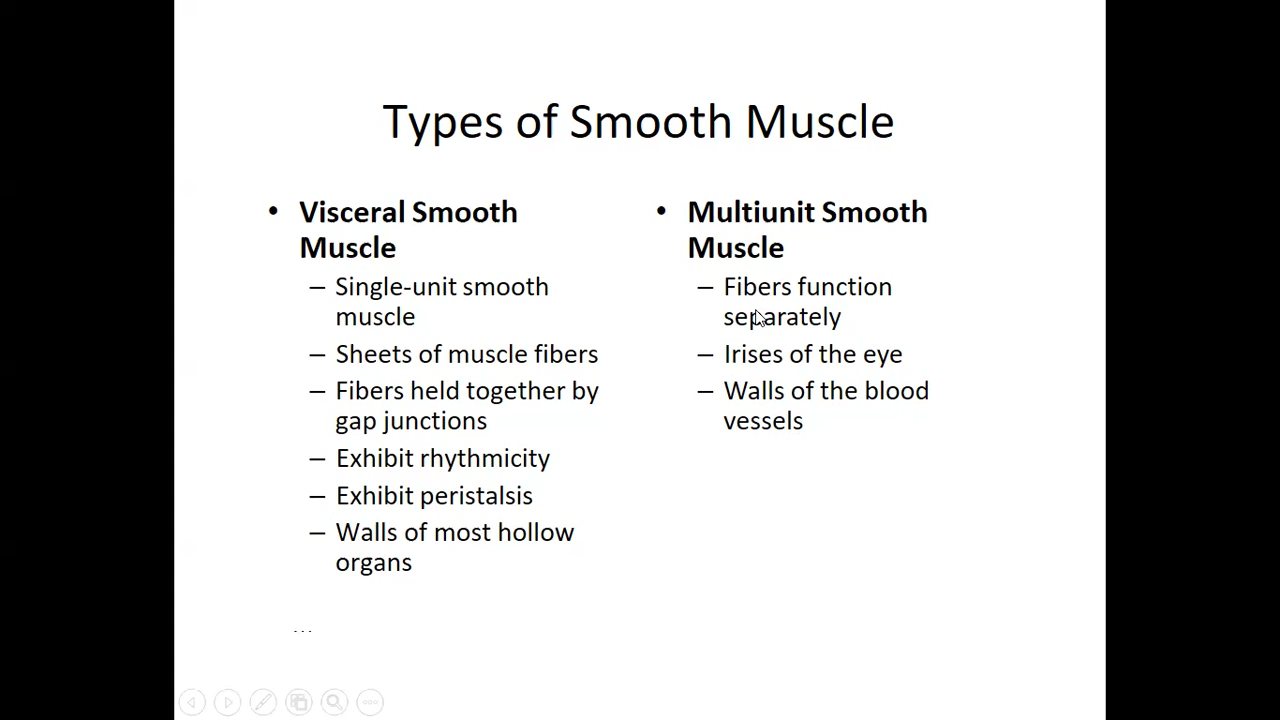 Types of Smooth Muscle
• Visceral Smooth
Muscle
– Single-unit smooth
muscle
– Sheets of muscle fibers
– Fibers held together by
gap junctions
– Exhibit rhythmicity
– Exhibit peristalsis
– Walls of most hollow
organs
• Multiunit Smooth
Muscle
– Fibers function
separately
– Irises of the eye
– Walls of the blood
vessels
...